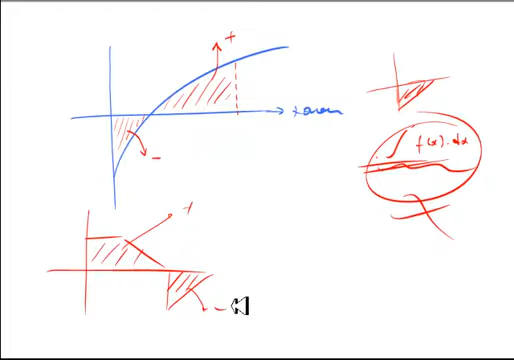 +
-
∫ f(x).dx
+
-